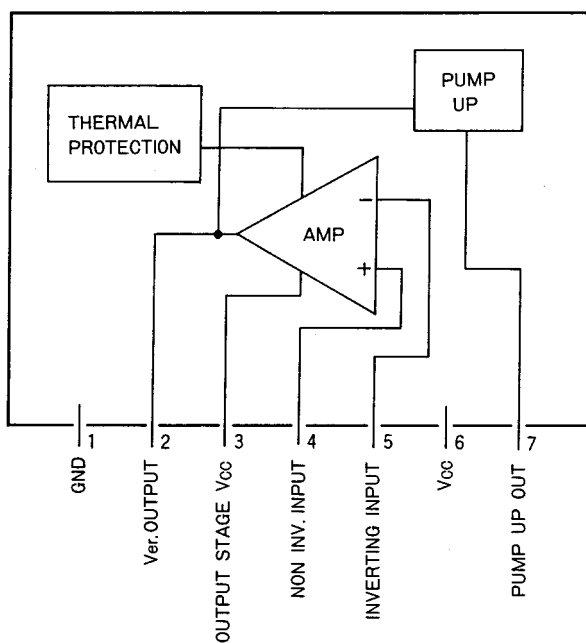 PUMP
UP
THERMAL
PROTECTION
AMP
−
+
1
2
3
4
5
6
7
GND
Ver. OUTPUT
OUTPUT STAGE Vcc
NON INV. INPUT
INVERTING INPUT
Vcc
PUMP UP OUT